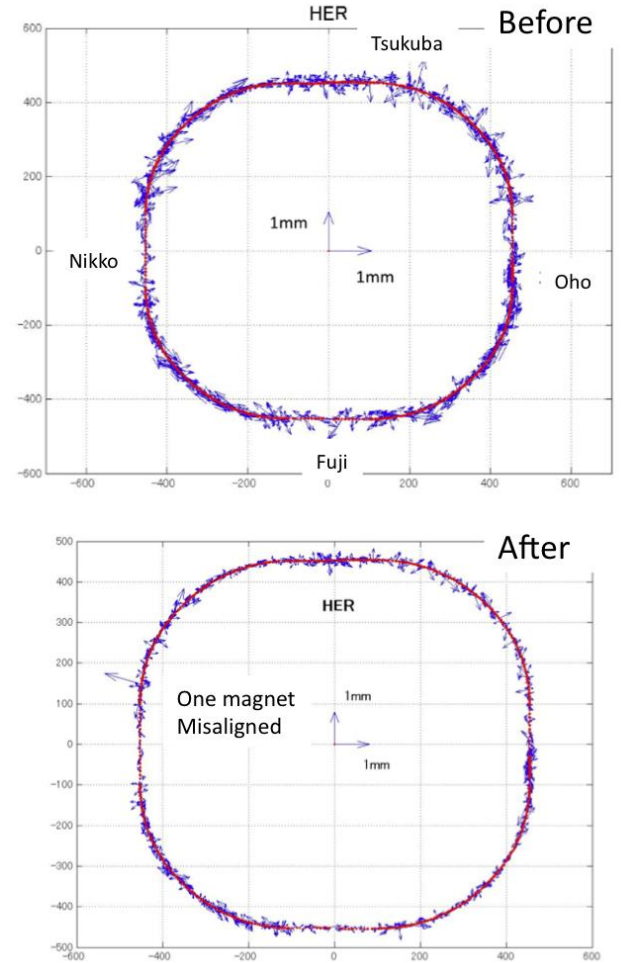 HER
Before
Tsukuba
600
400
200
0
−200
−400
−600
1mm
1mm
Nikko
Oho
Fuji
−600
−400
−200
0
200
400
600
After
500
400
300
200
100
0
−100
−200
−300
−400
−500
HER
One magnet
Misaligned
1mm
1mm
−600
−400
−200
0
200
400
600